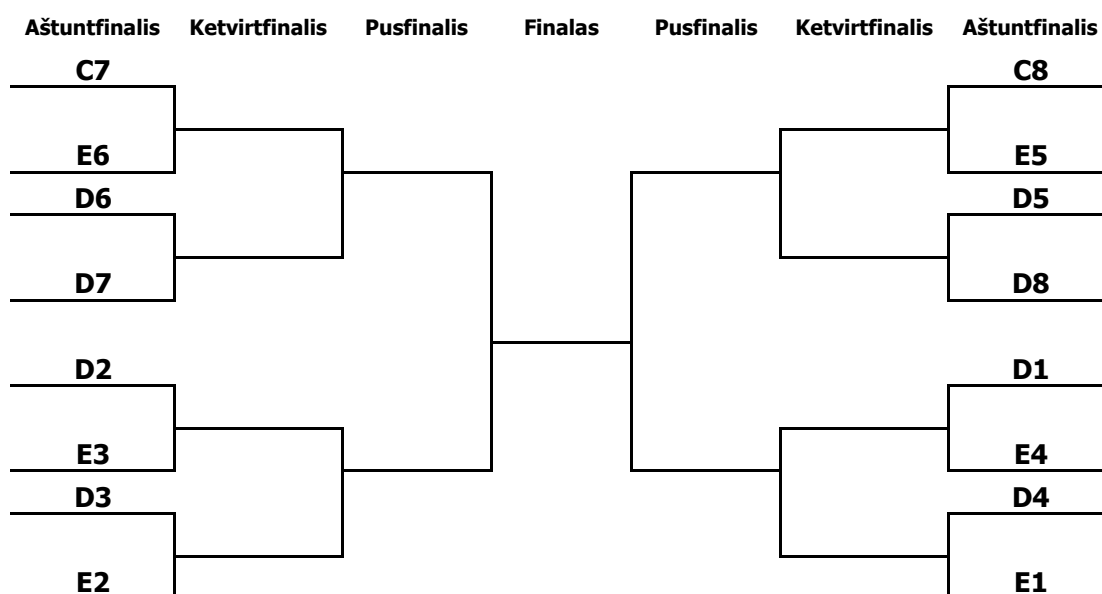 Aštuntfinalis Ketvirtfinalis Pusfinalis Finalas Pusfinalis Ketvirtfinalis Aštuntfinalis
C7 C8
E6 E5
D6 D5
D7 D8
D2 D1
E3 E4
D3 D4
E2 E1